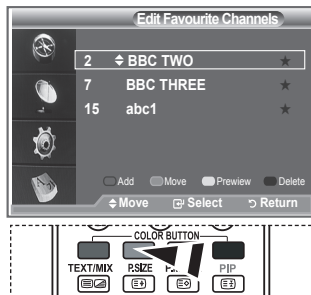 Edit Favourite Channels
2 BBC TWO ★
7 BBC THREE ★
15 abc1 ★
Add Move Prewiew Delete
Move Select Return
COLOR BUTTON
TEXT/MIX P.SIZE P. PIP